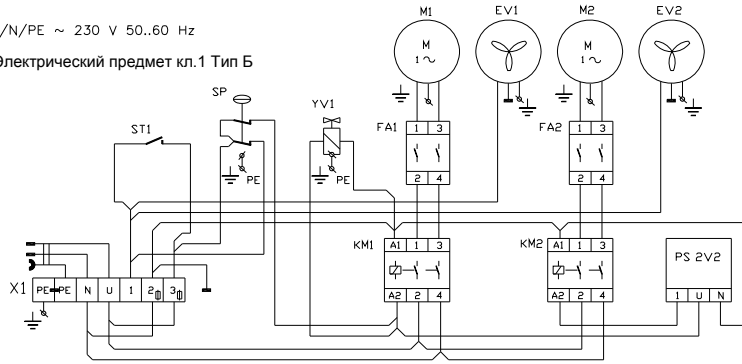 /N/PE ~ 230 V 50..60 Hz
Электрический предмет кл.1 Тип Б
M1 EV1 M2 EV2
M 1~ M 1~
SP YV1 ST1
FA1 1 3 FA2 1 3
2 4 2 4
PE PE
KM1 A1 1 3 KM2 A1 1 3 PS 2V2
A2 2 4 A2 2 4 1 U N
X1 PE PE N U 1 2 3